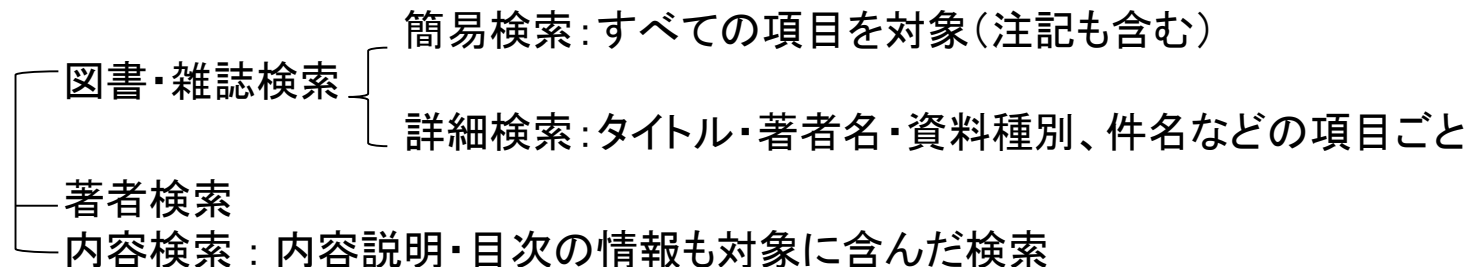 簡易検索:すべての項目を対象(注記も含む)
図書・雑誌検索
詳細検索:タイトル・著者名・資料種別、件名などの項目ごと
著者検索
内容検索 : 内容説明・目次の情報も対象に含んだ検索